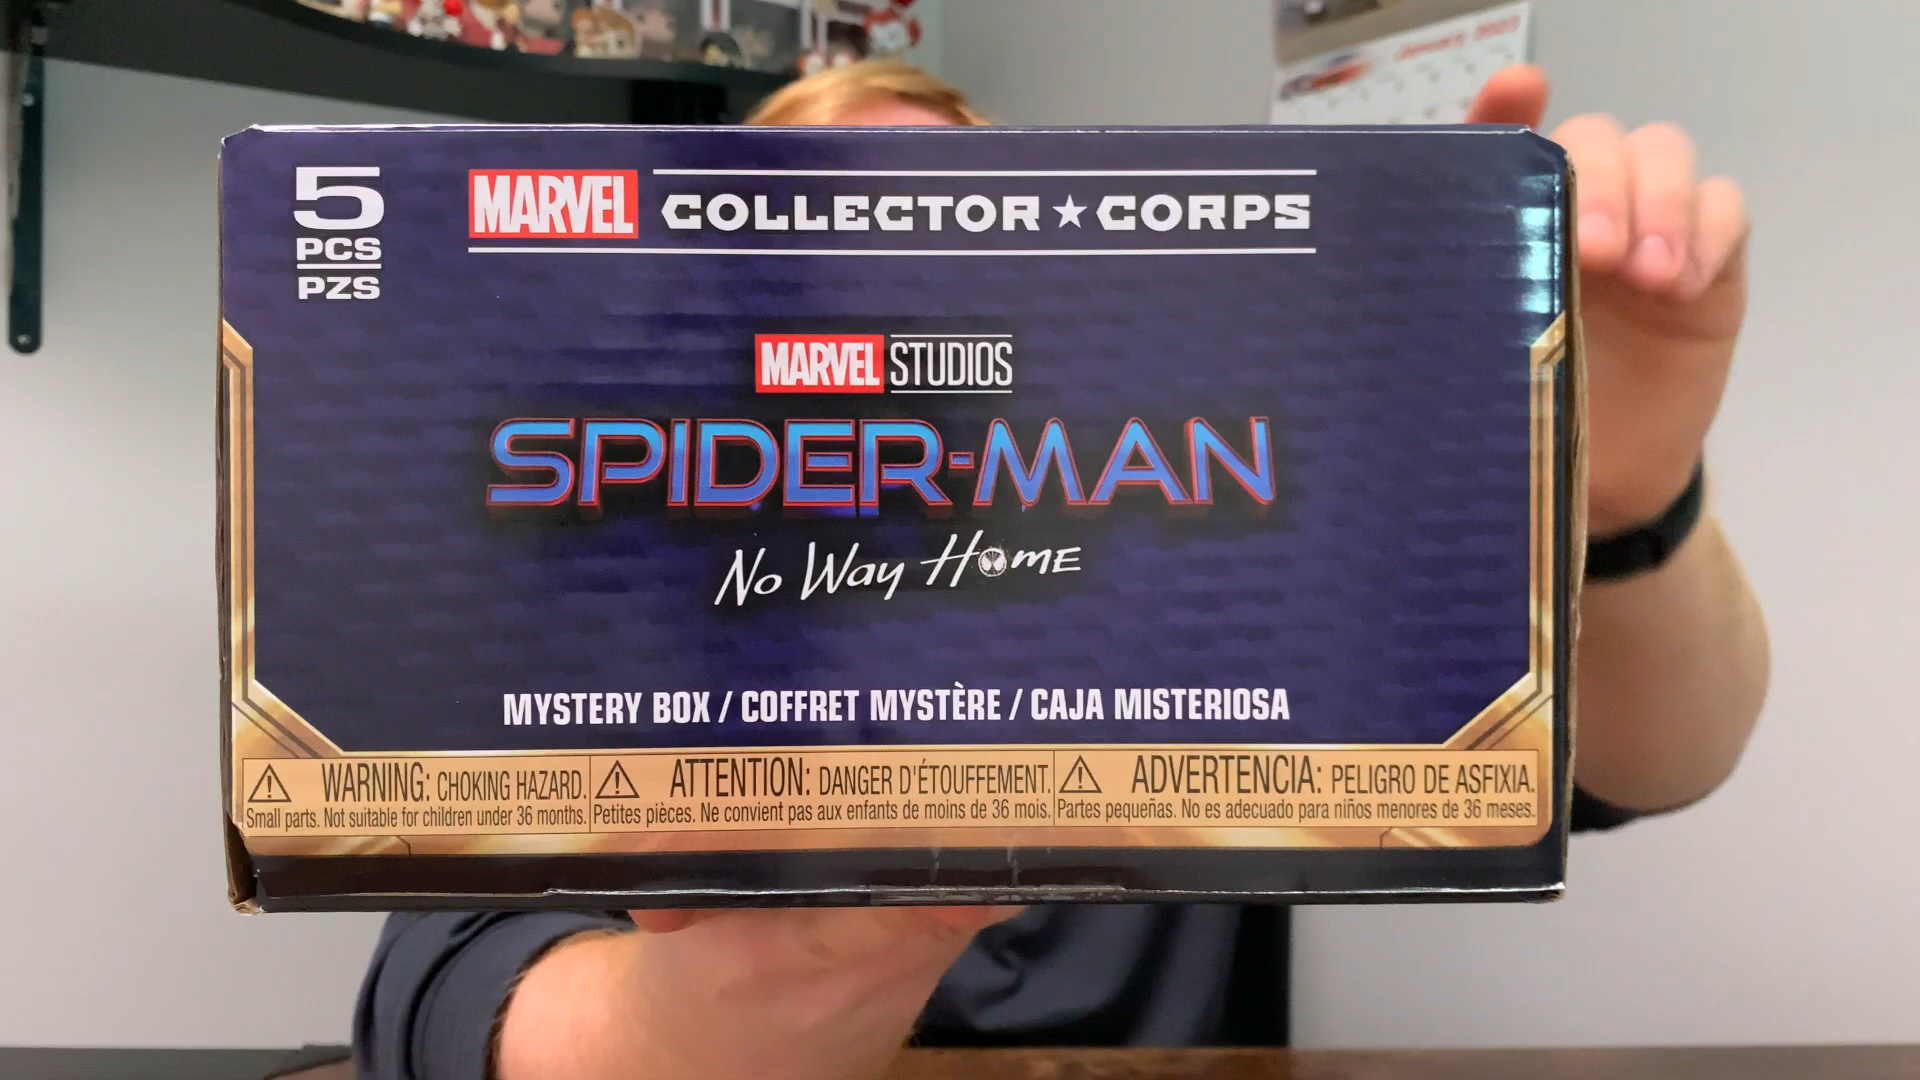 January 2022
5
PCS
PZS
MARVEL COLLECTOR ★ CORPS
MARVEL STUDIOS
SPIDER-MAN
No Way Home
MYSTERY BOX / COFFRET MYSTÈRE / CAJA MISTERIOSA
WARNING: CHOKING HAZARD.
Small parts. Not suitable for children under 36 months.
ATTENTION: DANGER D'ÉTOUFFEMENT.
Petites pièces. Ne convient pas aux enfants de moins de 36 mois.
ADVERTENCIA: PELIGRO DE ASFIXIA.
Partes pequeñas. No es adecuado para niños menores de 36 meses.